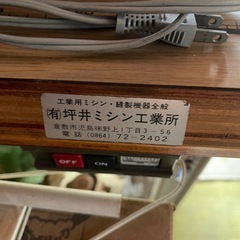 工業用ミシン・縫製機器全般
㈲坪井ミシン工業所
倉敷市児島味野上1丁目3-56
電話(0864)72-2402
OFF ON